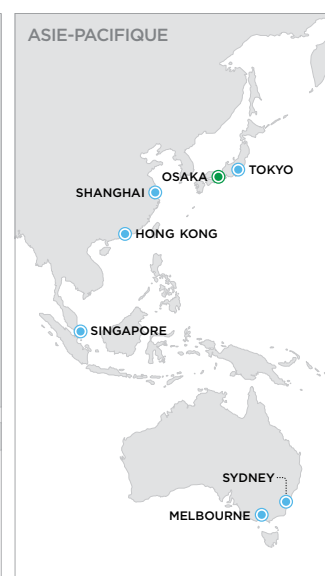 ASIE-PACIFIQUE
TOKYO
OSAKA
SHANGHAI
HONG KONG
SINGAPORE
SYDNEY
MELBOURNE